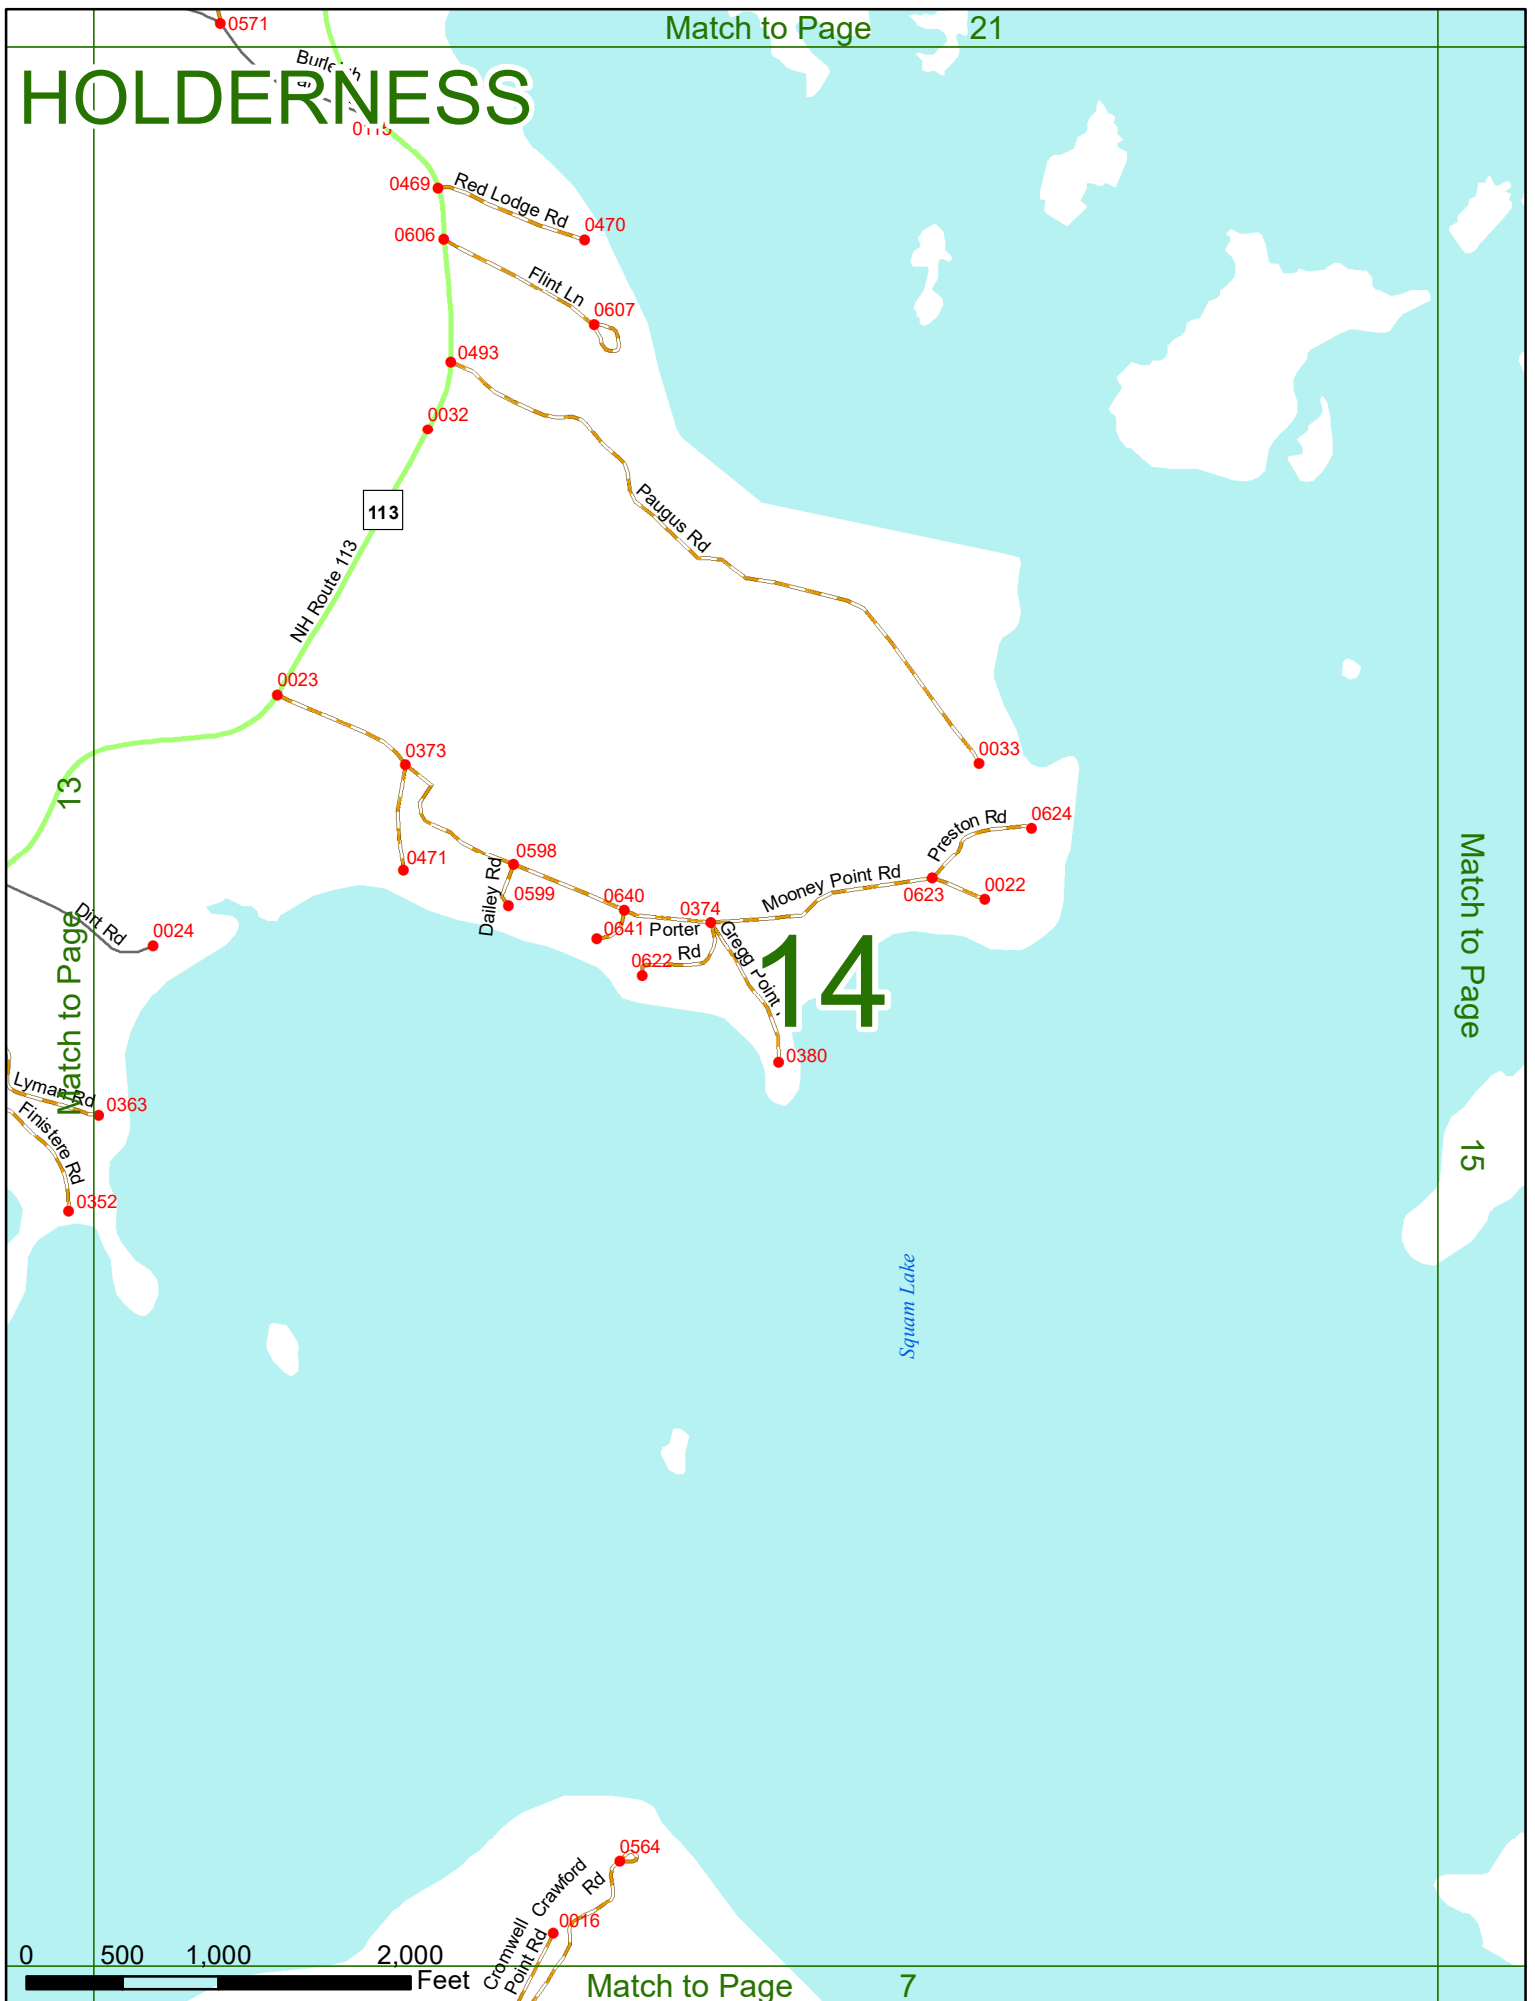 Match to Page 21
0571
HOLDERNESS
0115
0469
Red Lodge Rd
0470
0606
Flint Ln
0607
0493
0032
113
Paugus Rd
NH Route 113
0023
0373
0033
13
Match to Page
0471
0598
Dailey Rd
0599
0640
0641
0374
Porter
Rd
0622
Gregg Point
Mooney Point Rd
Preston Rd
0624
0623
0022
14
0380
Dirt Rd
0024
Lyman Rd
0363
Finistere Rd
0352
Match to Page 15
Squam Lake
0564
Crawford
Rd
0016
Cromwell
Point Rd
0 500 1,000 2,000
Feet
Match to Page 7